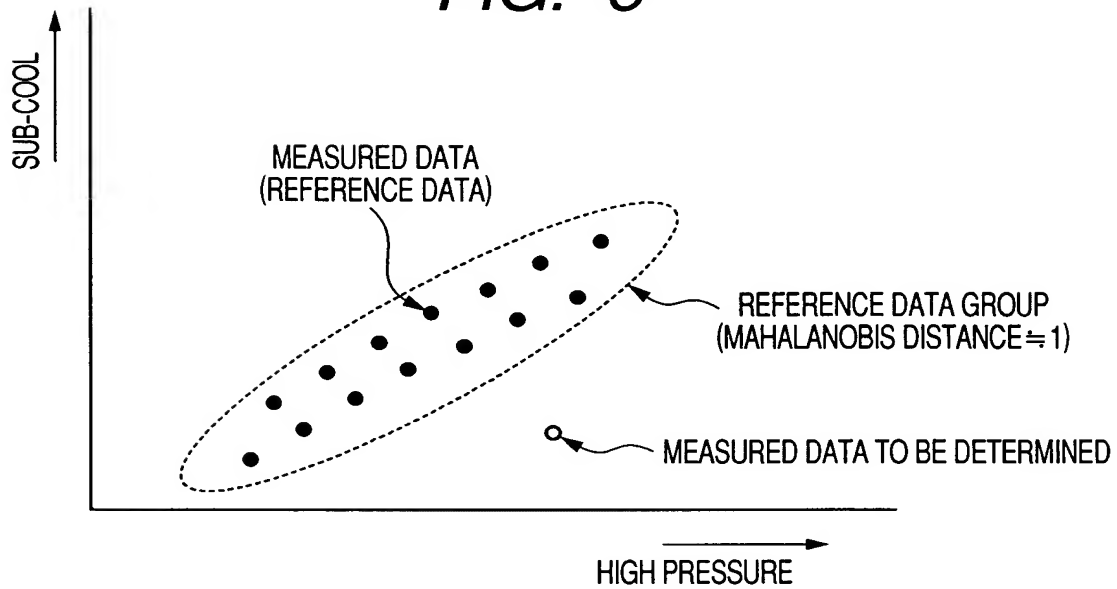 SUB-COOL
MEASURED DATA
(REFERENCE DATA)
REFERENCE DATA GROUP
(MAHALANOBIS DISTANCE≒1)
MEASURED DATA TO BE DETERMINED
HIGH PRESSURE